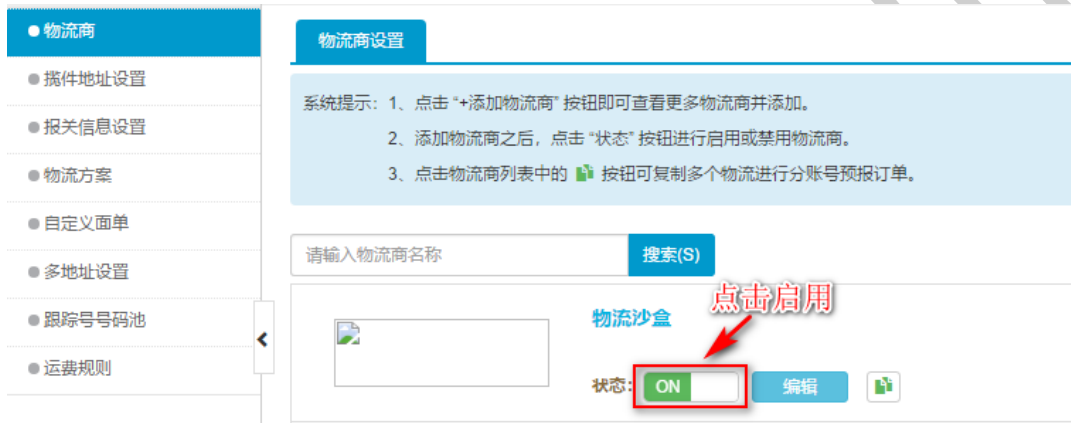 物流商
揽件地址设置
报关信息设置
物流方案
自定义面单
多地址设置
跟踪号号码池
运费规则
物流商设置
系统提示：1、点击 “+添加物流商” 按钮即可查看更多物流商并添加。
2、添加物流商之后，点击 “状态” 按钮进行启用或禁用物流商。
3、点击物流商列表中的 按钮可复制多个物流进行分账号预报订单。
请输入物流商名称
搜索(S)
点击启用
物流沙盒
状态: ON
编辑